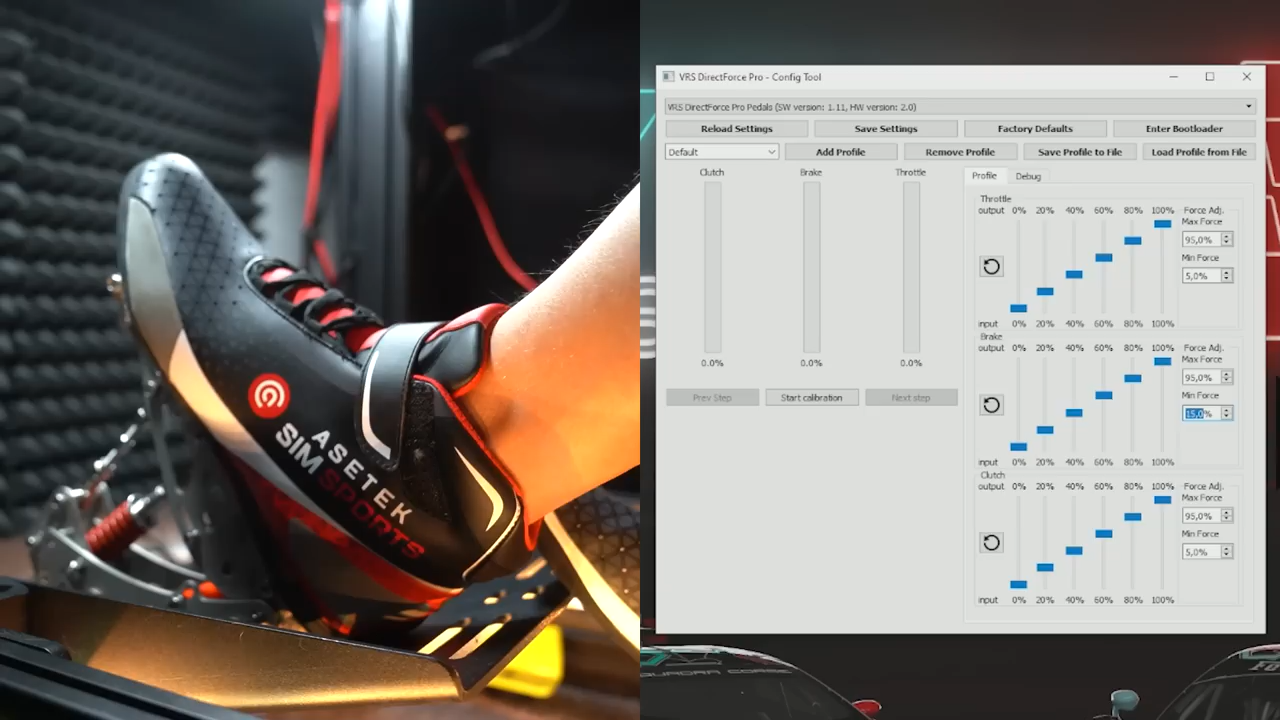 ASETEK
SIMSPORTS
VRS DirectForce Pro - Config Tool
VRS DirectForce Pro Pedals (SW version: 1.11, HW version: 2.0)
Reload Settings
Save Settings
Factory Defaults
Enter Bootloader
Default
Add Profile
Remove Profile
Save Profile to File
Load Profile from File
Clutch
Brake
Throttle
0.0%
0.0%
0.0%
Prev Step
Start calibration
Next step
Profile
Debug
Throttle
output 0% 20% 40% 60% 80% 100%
Force Adj.
Max Force
95,0%
Min Force
5,0%
input 0% 20% 40% 60% 80% 100%
Brake
output 0% 20% 40% 60% 80% 100%
Force Adj.
Max Force
95,0%
Min Force
15,0%
input 0% 20% 40% 60% 80% 100%
Clutch
output 0% 20% 40% 60% 80% 100%
Force Adj.
Max Force
95,0%
Min Force
5,0%
input 0% 20% 40% 60% 80% 100%